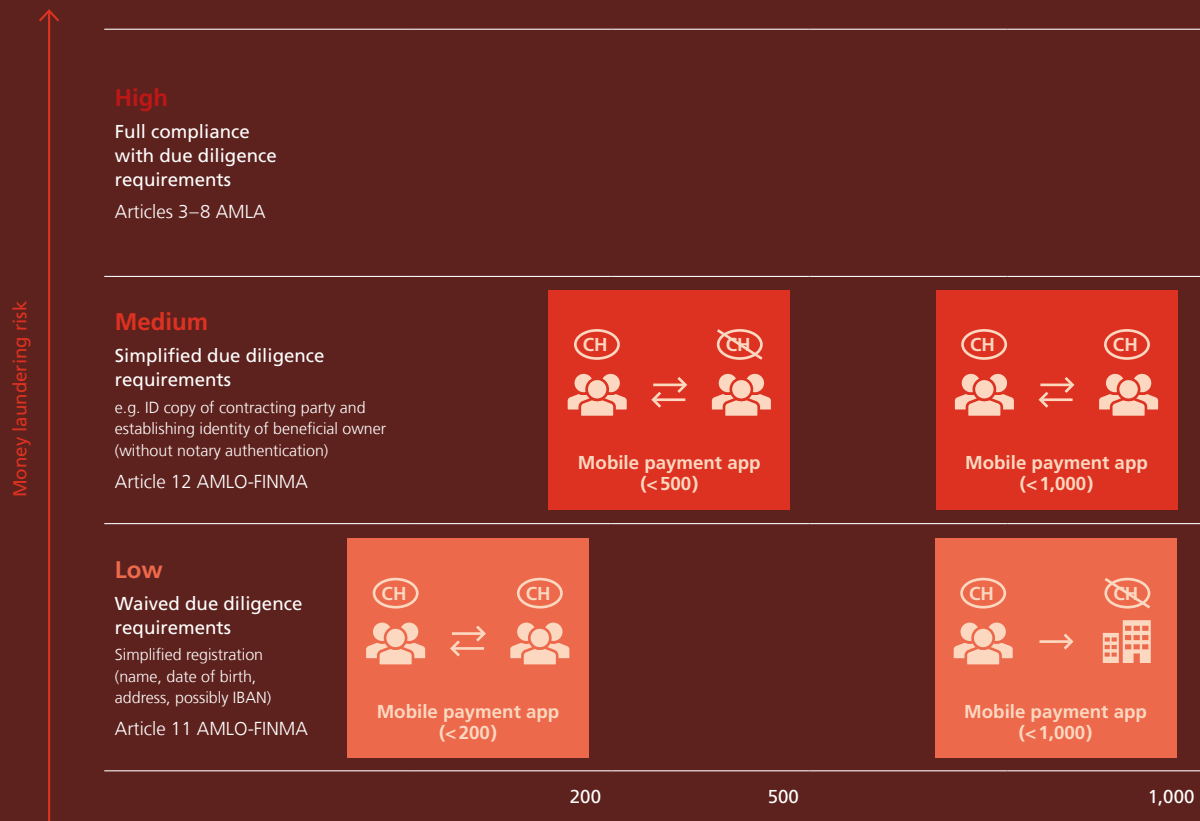 High
Full compliance
with due diligence
requirements
Articles 3–8 AMLA
Money laundering risk
Medium
Simplified due diligence
requirements
e.g. ID copy of contracting party and
establishing identity of beneficial owner
(without notary authentication)
Article 12 AMLO-FINMA
CH CH
Mobile payment app
(<500)
CH CH
Mobile payment app
(<1,000)
Low
Waived due diligence
requirements
Simplified registration
(name, date of birth,
address, possibly IBAN)
Article 11 AMLO-FINMA
CH CH
Mobile payment app
(<200)
CH CH
Mobile payment app
(<1,000)
200 500 1,000